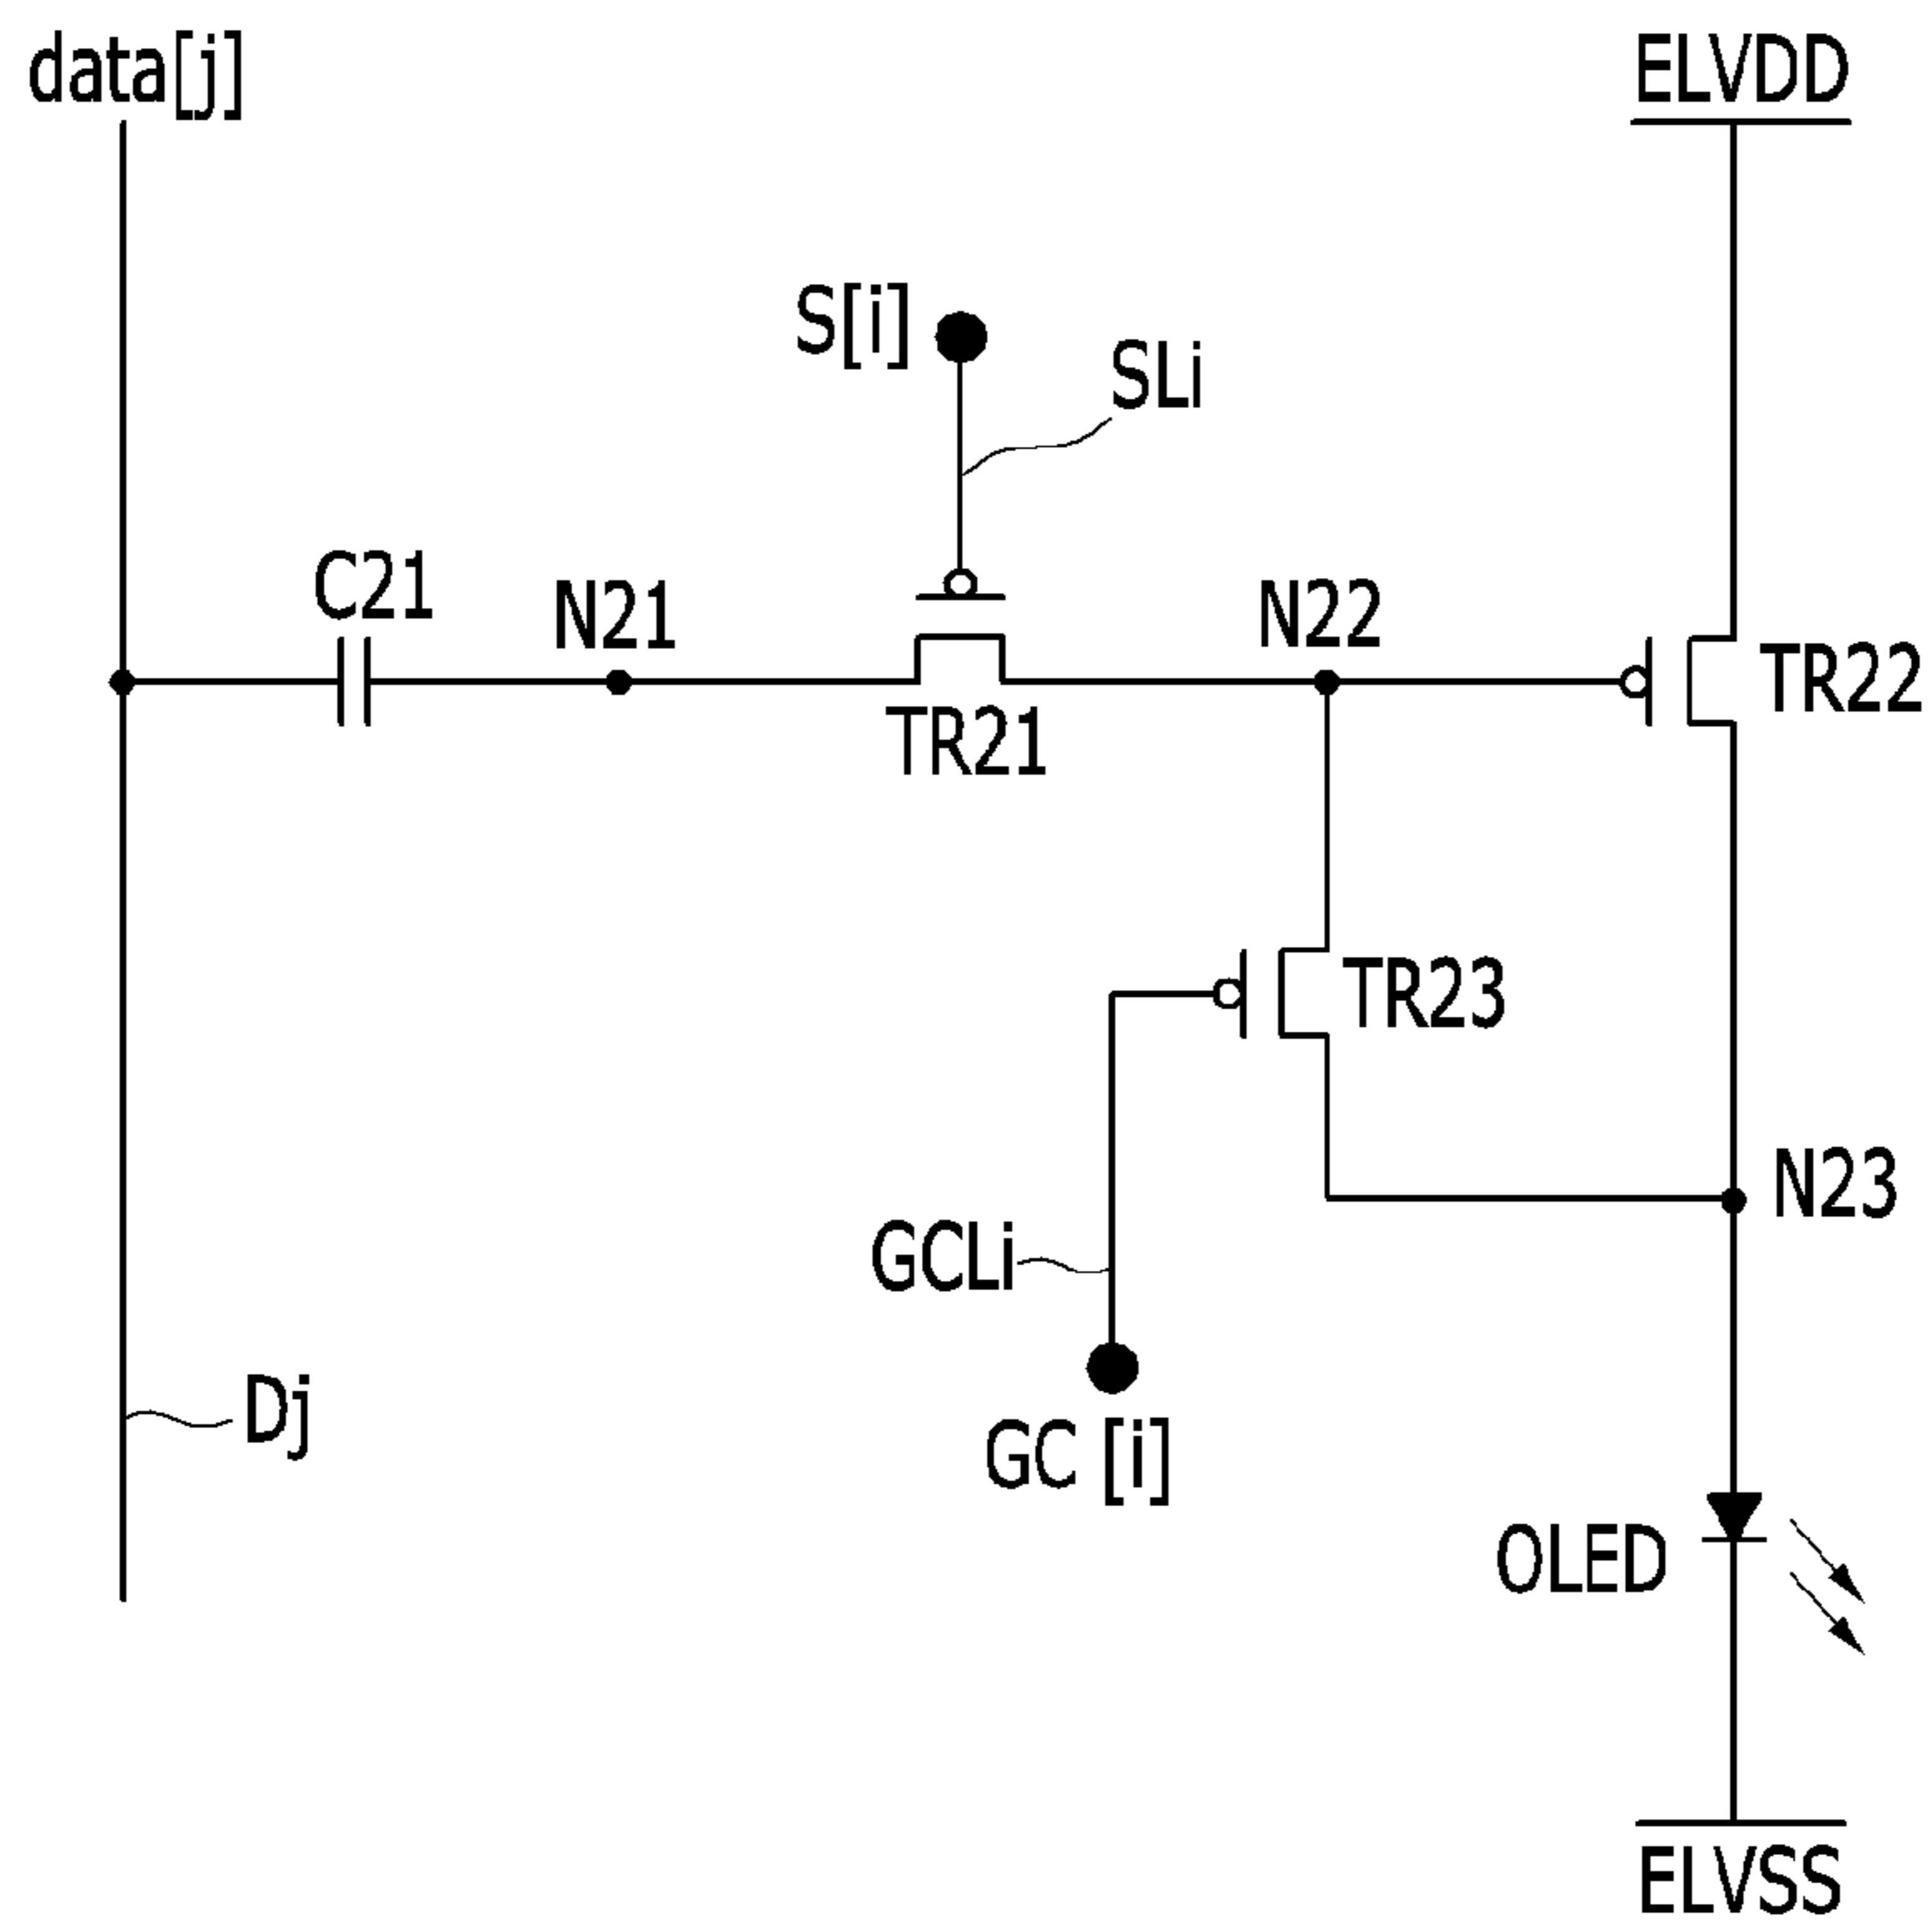 data[j]
ELVDD
S[i]
SLi
C21
N21
N22
TR22
TR21
TR23
N23
GCLi
Dj
GC [i]
OLED
ELVSS